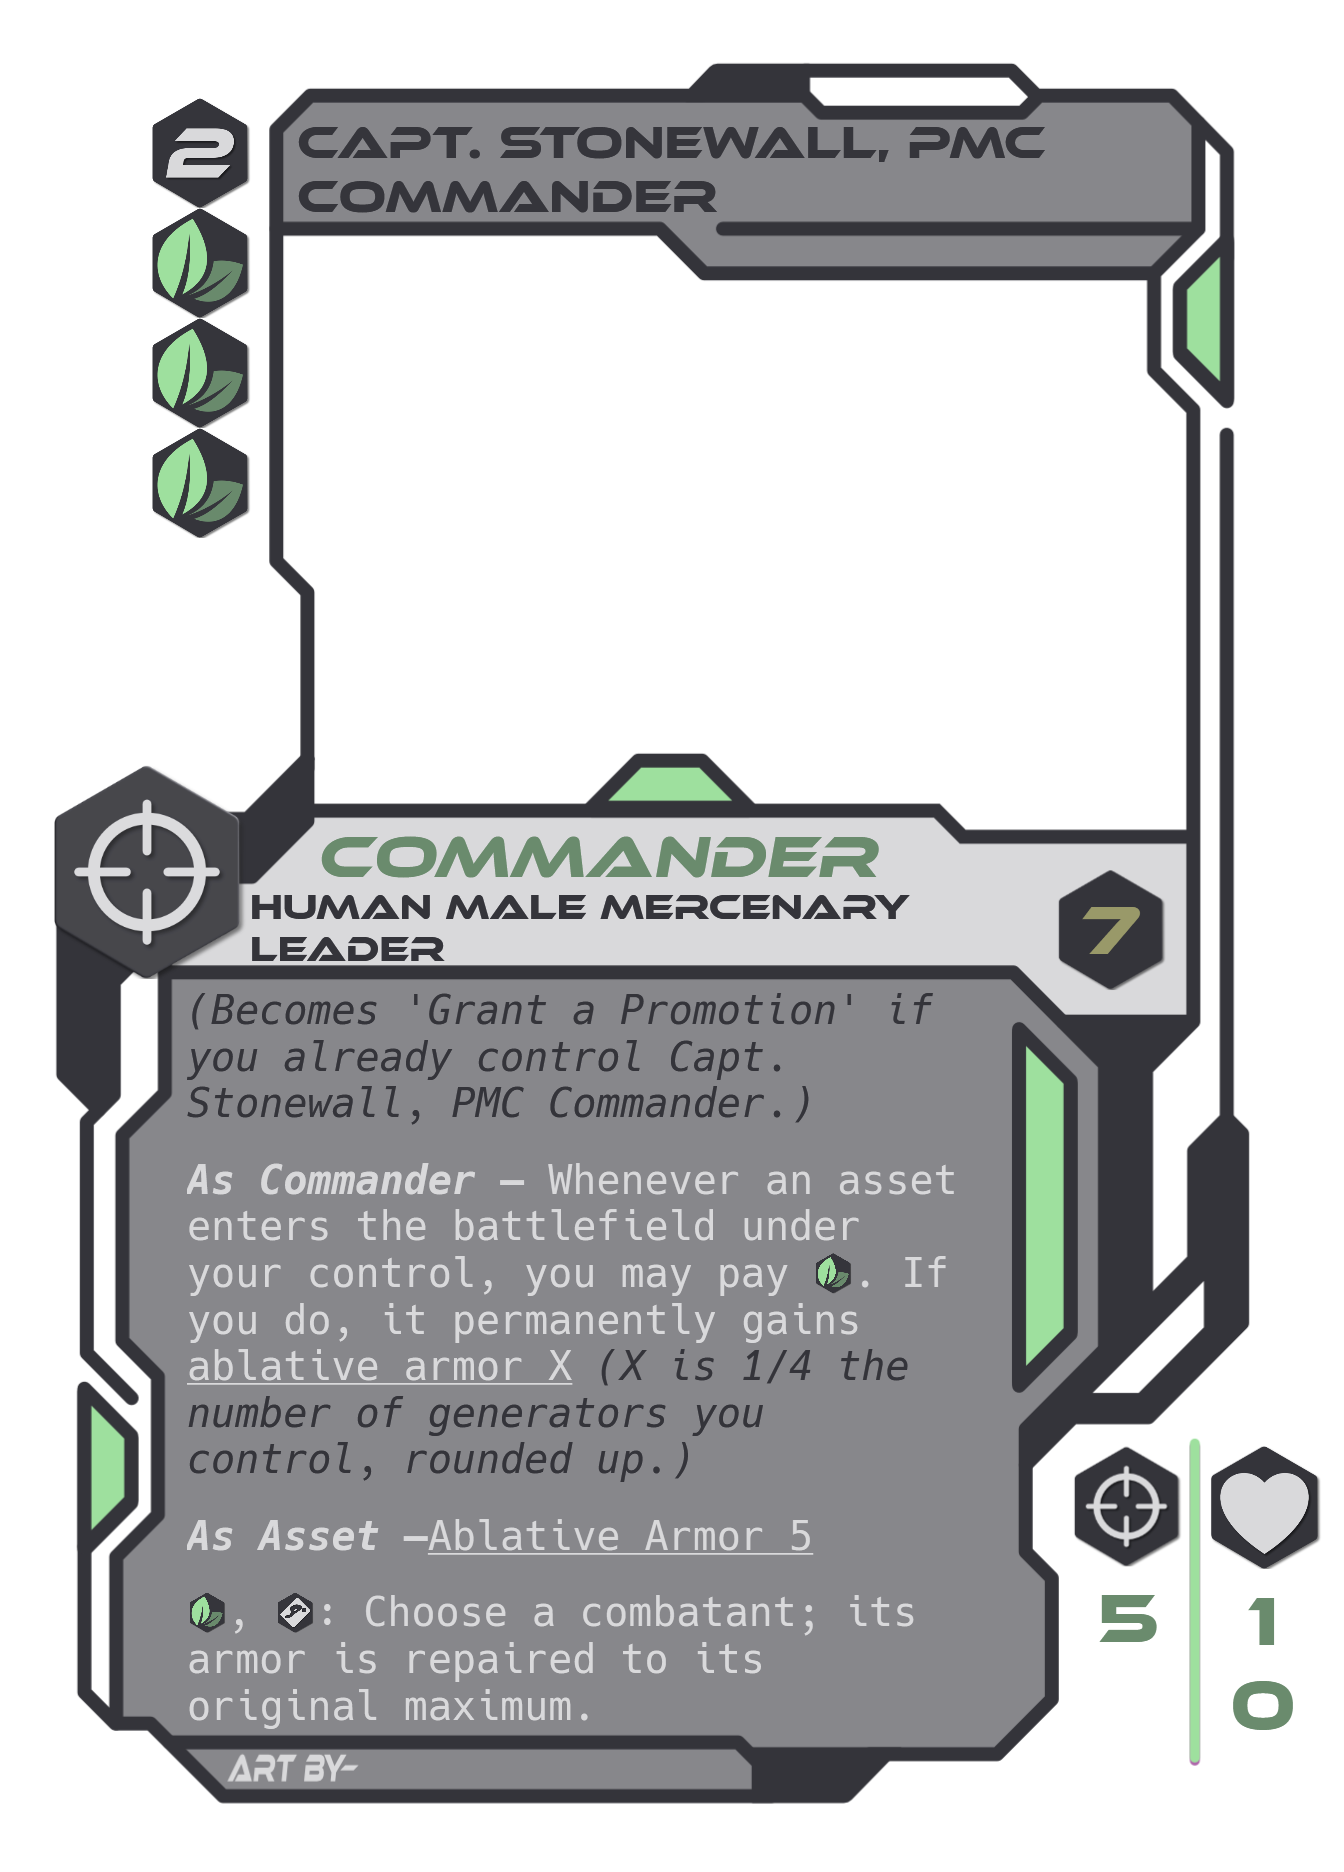 2
CAPT. STONEWALL, PMC
COMMANDER
COMMANDER
HUMAN MALE MERCENARY
LEADER
7
(Becomes 'Grant a Promotion' if
you already control Capt.
Stonewall, PMC Commander.)
As Commander – Whenever an asset
enters the battlefield under
your control, you may pay . If
you do, it permanently gains
ablative armor X (X is 1/4 the
number of generators you
control, rounded up.)
As Asset –Ablative Armor 5
, : Choose a combatant; its
armor is repaired to its
original maximum.
5
1
0
ART BY-